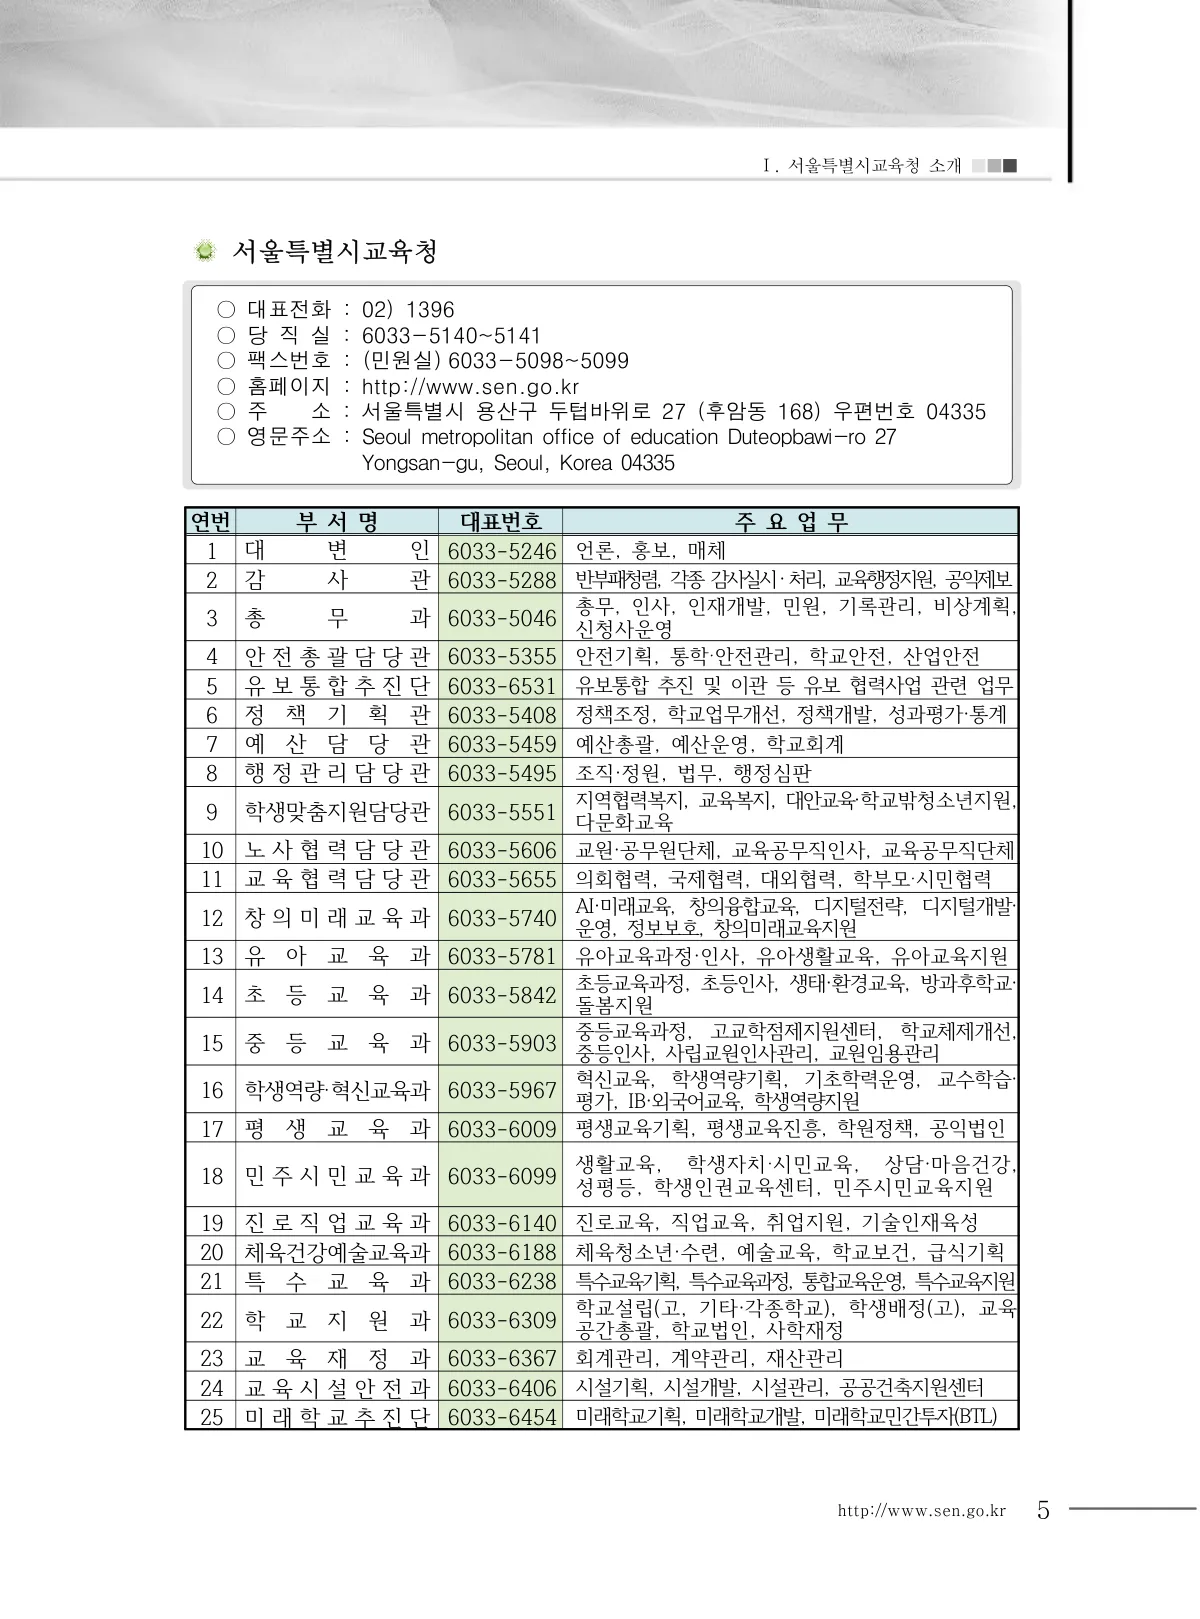 Ⅰ. 서울특별시교육청 소개
서울특별시교육청
○ 대표전화 : 02) 1396
○ 당 직 실 : 6033-5140~5141
○ 팩스번호 : (민원실) 6033-5098~5099
○ 홈페이지 : http://www.sen.go.kr
○ 주 소 : 서울특별시 용산구 두텁바위로 27 (후암동 168) 우편번호 04335
○ 영문주소 : Seoul metropolitan office of education Duteopbawi-ro 27
Yongsan-gu, Seoul, Korea 04335
연번 부 서 명 대표번호 주 요 업 무
1 대 변 인 6033-5246 언론, 홍보, 매체
2 감 사 관 6033-5288 반부패청렴, 각종 감사실시·처리, 교육행정지원, 공익제보
3 총 무 과 6033-5046 총무, 인사, 인재개발, 민원, 기록관리, 비상계획,
신청사운영
4 안 전 총 괄 담 당 관 6033-5355 안전기획, 통학·안전관리, 학교안전, 산업안전
5 유 보 통 합 추 진 단 6033-6531 유보통합 추진 및 이관 등 유보 협력사업 관련 업무
6 정 책 기 획 관 6033-5408 정책조정, 학교업무개선, 정책개발, 성과평가·통계
7 예 산 담 당 관 6033-5459 예산총괄, 예산운영, 학교회계
8 행 정 관 리 담 당 관 6033-5495 조직·정원, 법무, 행정심판
9 학생맞춤지원담당관 6033-5551 지역협력복지, 교육복지, 대안교육·학교밖청소년지원,
다문화교육
10 노 사 협 력 담 당 관 6033-5606 교원·공무원단체, 교육공무직인사, 교육공무직단체
11 교 육 협 력 담 당 관 6033-5655 의회협력, 국제협력, 대외협력, 학부모·시민협력
12 창 의 미 래 교 육 과 6033-5740 AI·미래교육, 창의융합교육, 디지털전략, 디지털개발·
운영, 정보보호, 창의미래교육지원
13 유 아 교 육 과 6033-5781 유아교육과정·인사, 유아생활교육, 유아교육지원
14 초 등 교 육 과 6033-5842 초등교육과정, 초등인사, 생태·환경교육, 방과후학교·
돌봄지원
15 중 등 교 육 과 6033-5903 중등교육과정, 고교학점제지원센터, 학교체제개선,
중등인사, 사립교원인사관리, 교원임용관리
16 학생역량·혁신교육과 6033-5967 혁신교육, 학생역량기획, 기초학력운영, 교수학습·
평가, IB·외국어교육, 학생역량지원
17 평 생 교 육 과 6033-6009 평생교육기획, 평생교육진흥, 학원정책, 공익법인
18 민 주 시 민 교 육 과 6033-6099 생활교육, 학생자치·시민교육, 상담·마음건강,
성평등, 학생인권교육센터, 민주시민교육지원
19 진 로 직 업 교 육 과 6033-6140 진로교육, 직업교육, 취업지원, 기술인재육성
20 체육건강예술교육과 6033-6188 체육청소년·수련, 예술교육, 학교보건, 급식기획
21 특 수 교 육 과 6033-6238 특수교육기획, 특수교육과정, 통합교육운영, 특수교육지원
22 학 교 지 원 과 6033-6309 학교설립(고, 기타·각종학교), 학생배정(고), 교육
공간총괄, 학교법인, 사학재정
23 교 육 재 정 과 6033-6367 회계관리, 계약관리, 재산관리
24 교 육 시 설 안 전 과 6033-6406 시설기획, 시설개발, 시설관리, 공공건축지원센터
25 미 래 학 교 추 진 단 6033-6454 미래학교기획, 미래학교개발, 미래학교민간투자(BTL)
http://www.sen.go.kr 5